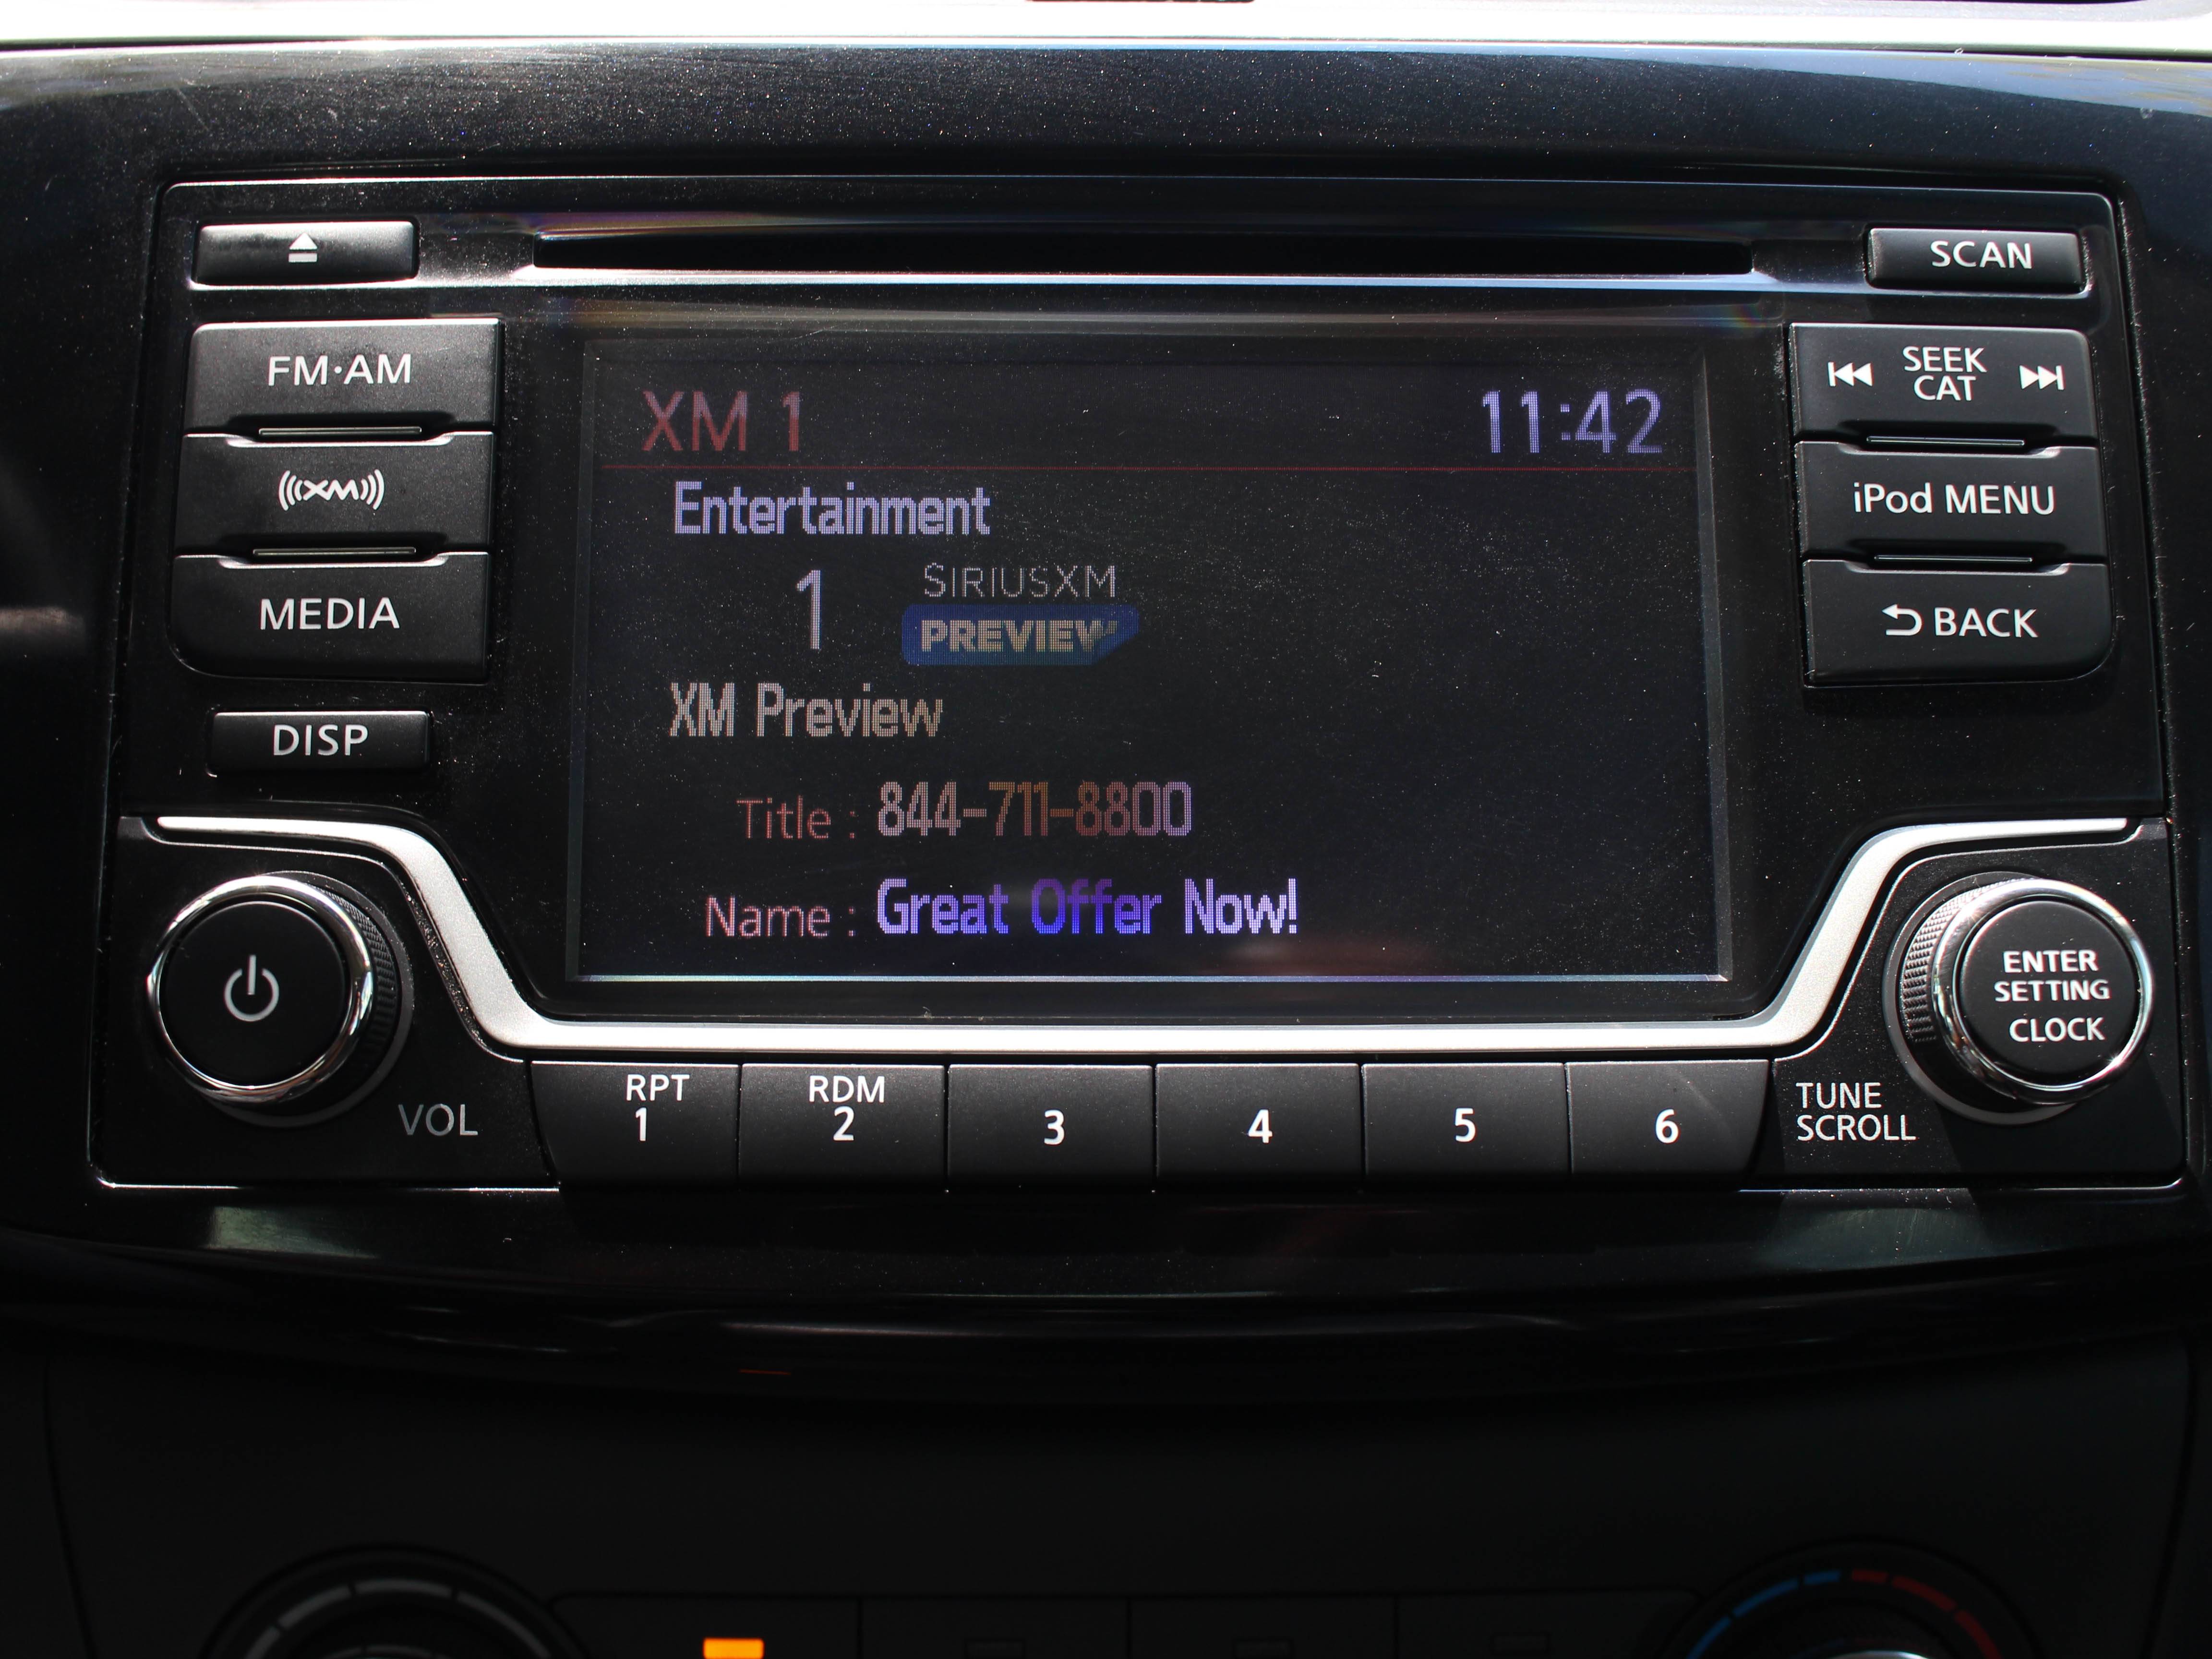 SCAN
FM·AM
XM
MEDIA
DISP
XM 1 11:42
Entertainment
1 SIRIUSXM
PREVIEW
XM Preview
Title : 844-711-8800
Name : Great Offer Now!
SEEK
CAT
iPod MENU
BACK
VOL
RPT
1
RDM
2
3
4
5
6
TUNE
SCROLL
ENTER
SETTING
CLOCK